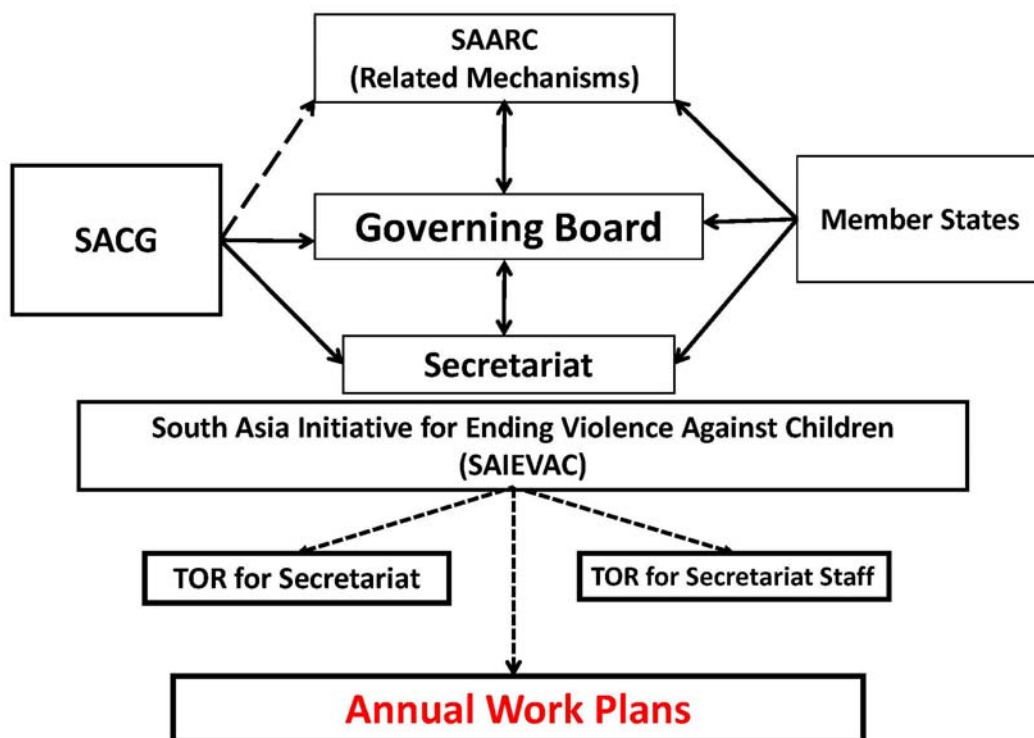 SAARC
(Related Mechanisms)
SACG
Governing Board
Member States
Secretariat
South Asia Initiative for Ending Violence Against Children
(SAIEVAC)
TOR for Secretariat
TOR for Secretariat Staff
Annual Work Plans